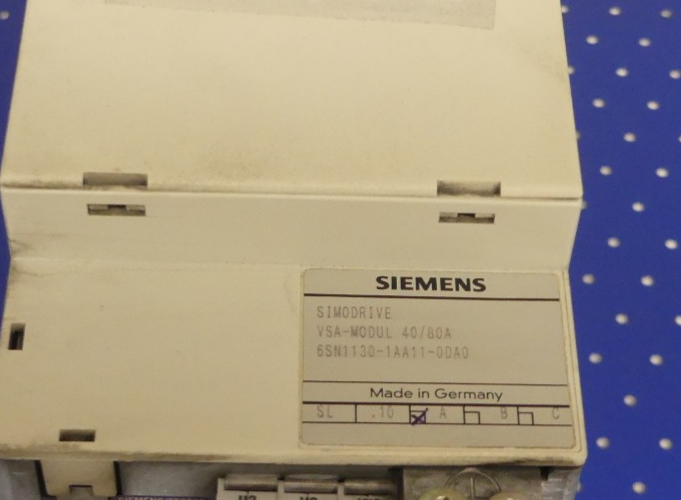 SIEMENS
SIMODRIVE
VSA-MODUL 40/80A
6SN1130-1AA11-0DA0
Made in Germany
SL .10 A B C